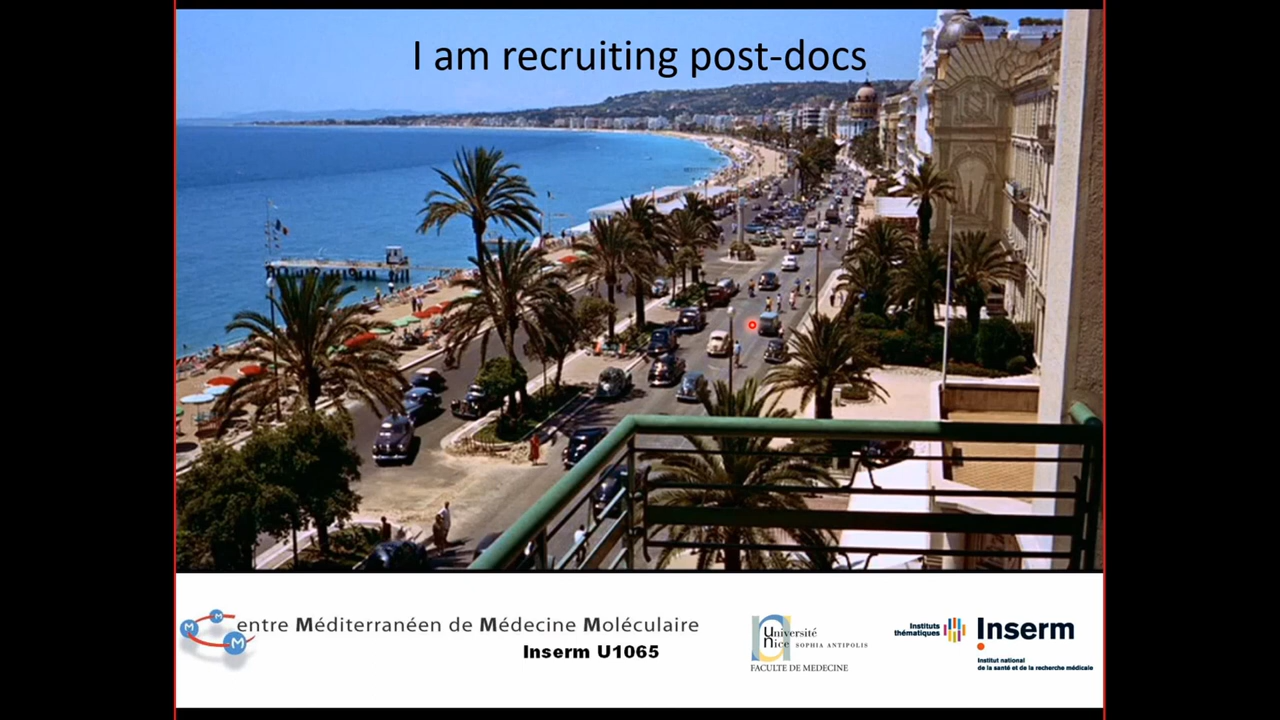 I am recruiting post-docs
Centre Méditerranéen de Médecine Moléculaire
Inserm U1065
M
M
M
Université
Nice SOPHIA ANTIPOLIS
FACULTE DE MEDECINE
Instituts
thématiques
Inserm
Institut national
de la santé et de la recherche médicale